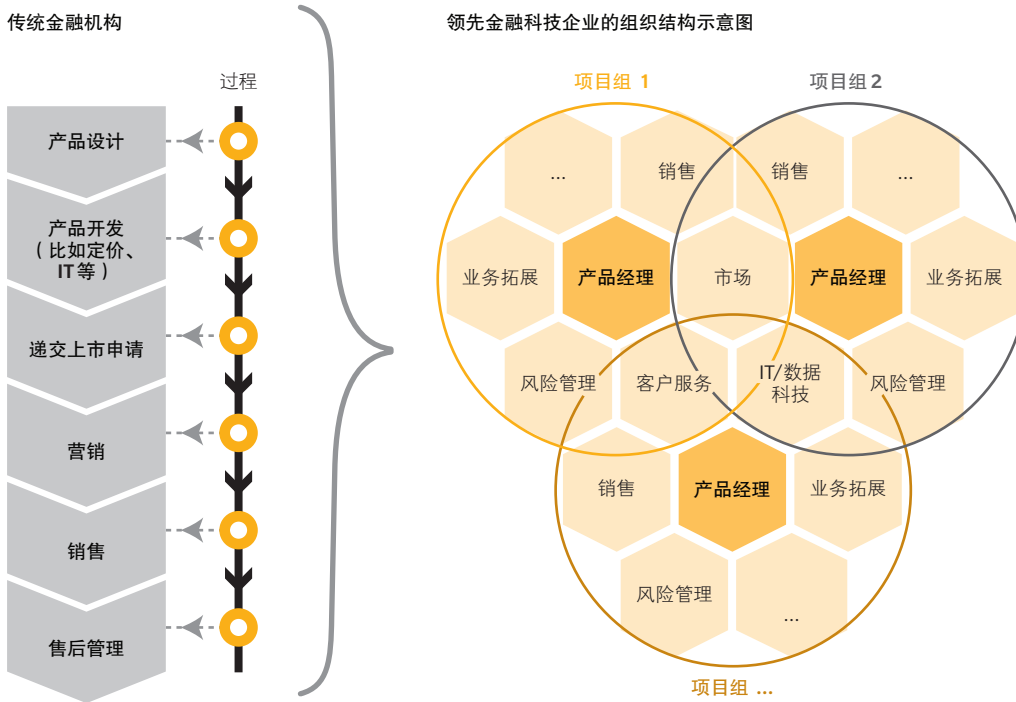 传统金融机构
过程
产品设计
产品开发
（比如定价、
IT等）
递交上市申请
营销
销售
售后管理
领先金融科技企业的组织结构示意图
项目组 1
项目组2
...
销售
销售
...
业务拓展
产品经理
市场
产品经理
业务拓展
风险管理
客户服务
IT/数据
科技
风险管理
销售
产品经理
业务拓展
风险管理
...
项目组 ...